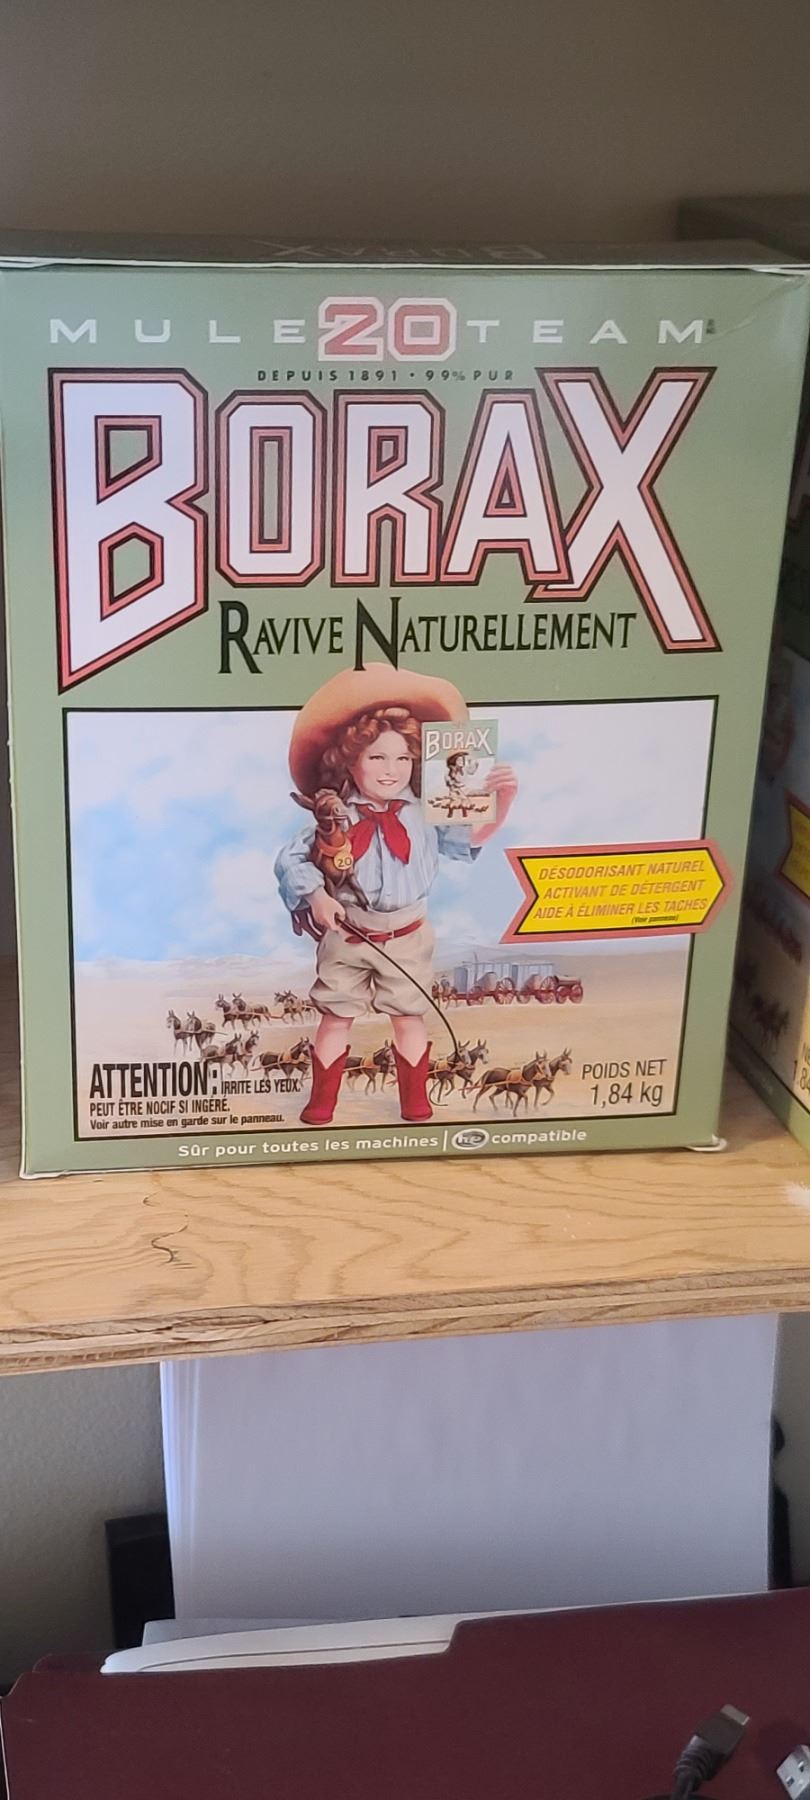 MULE 20 TEAM
DEPUIS 1891 • 99% PUR
BORAX
RAVIVE NATURELLEMENT
BORAX
20
DÉSODORISANT NATUREL
ACTIVANT DE DÉTERGENT
AIDE À ÉLIMINER LES TACHES
(Voir panneau)
ATTENTION: IRRITE LES YEUX.
PEUT ÊTRE NOCIF SI INGÉRÉ.
Voir autre mise en garde sur le panneau.
POIDS NET
1,84 kg
Sûr pour toutes les machines | he compatible